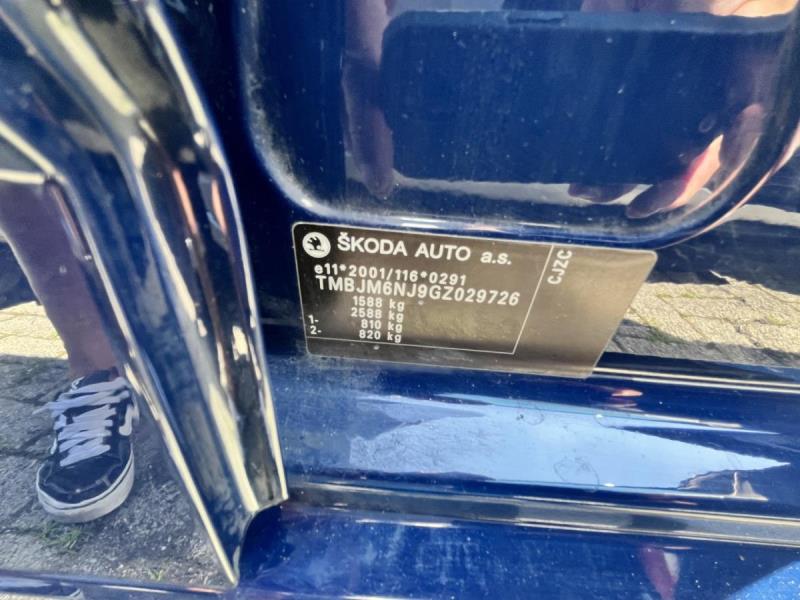 ŠKODA AUTO a.s.
e11*2001/116*0291
TMBJM6NJ9GZ029726
1588 kg
2588 kg
1- 810 kg
2- 820 kg
CJZC